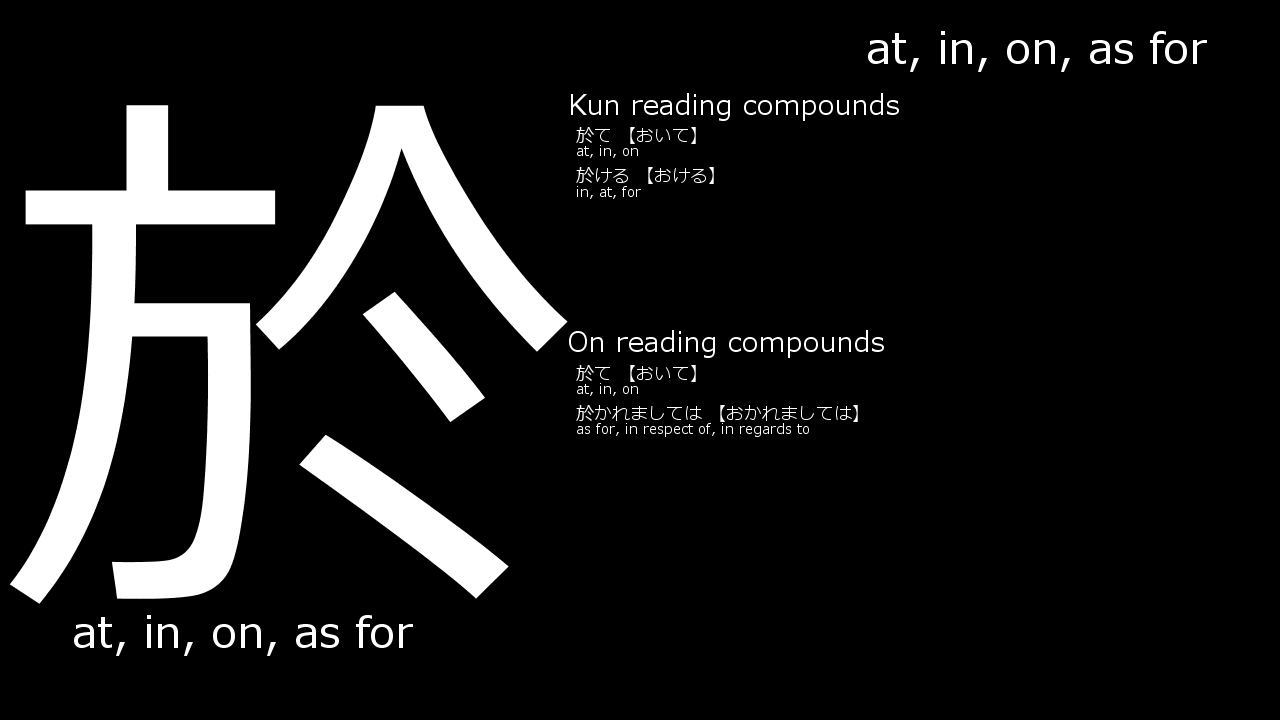 at, in, on, as for
於
Kun reading compounds
於て 【おいて】
at, in, on
於ける 【おける】
in, at, for
On reading compounds
於て 【おいて】
at, in, on
於かれましては 【おかれましては】
as for, in respect of, in regards to
at, in, on, as for